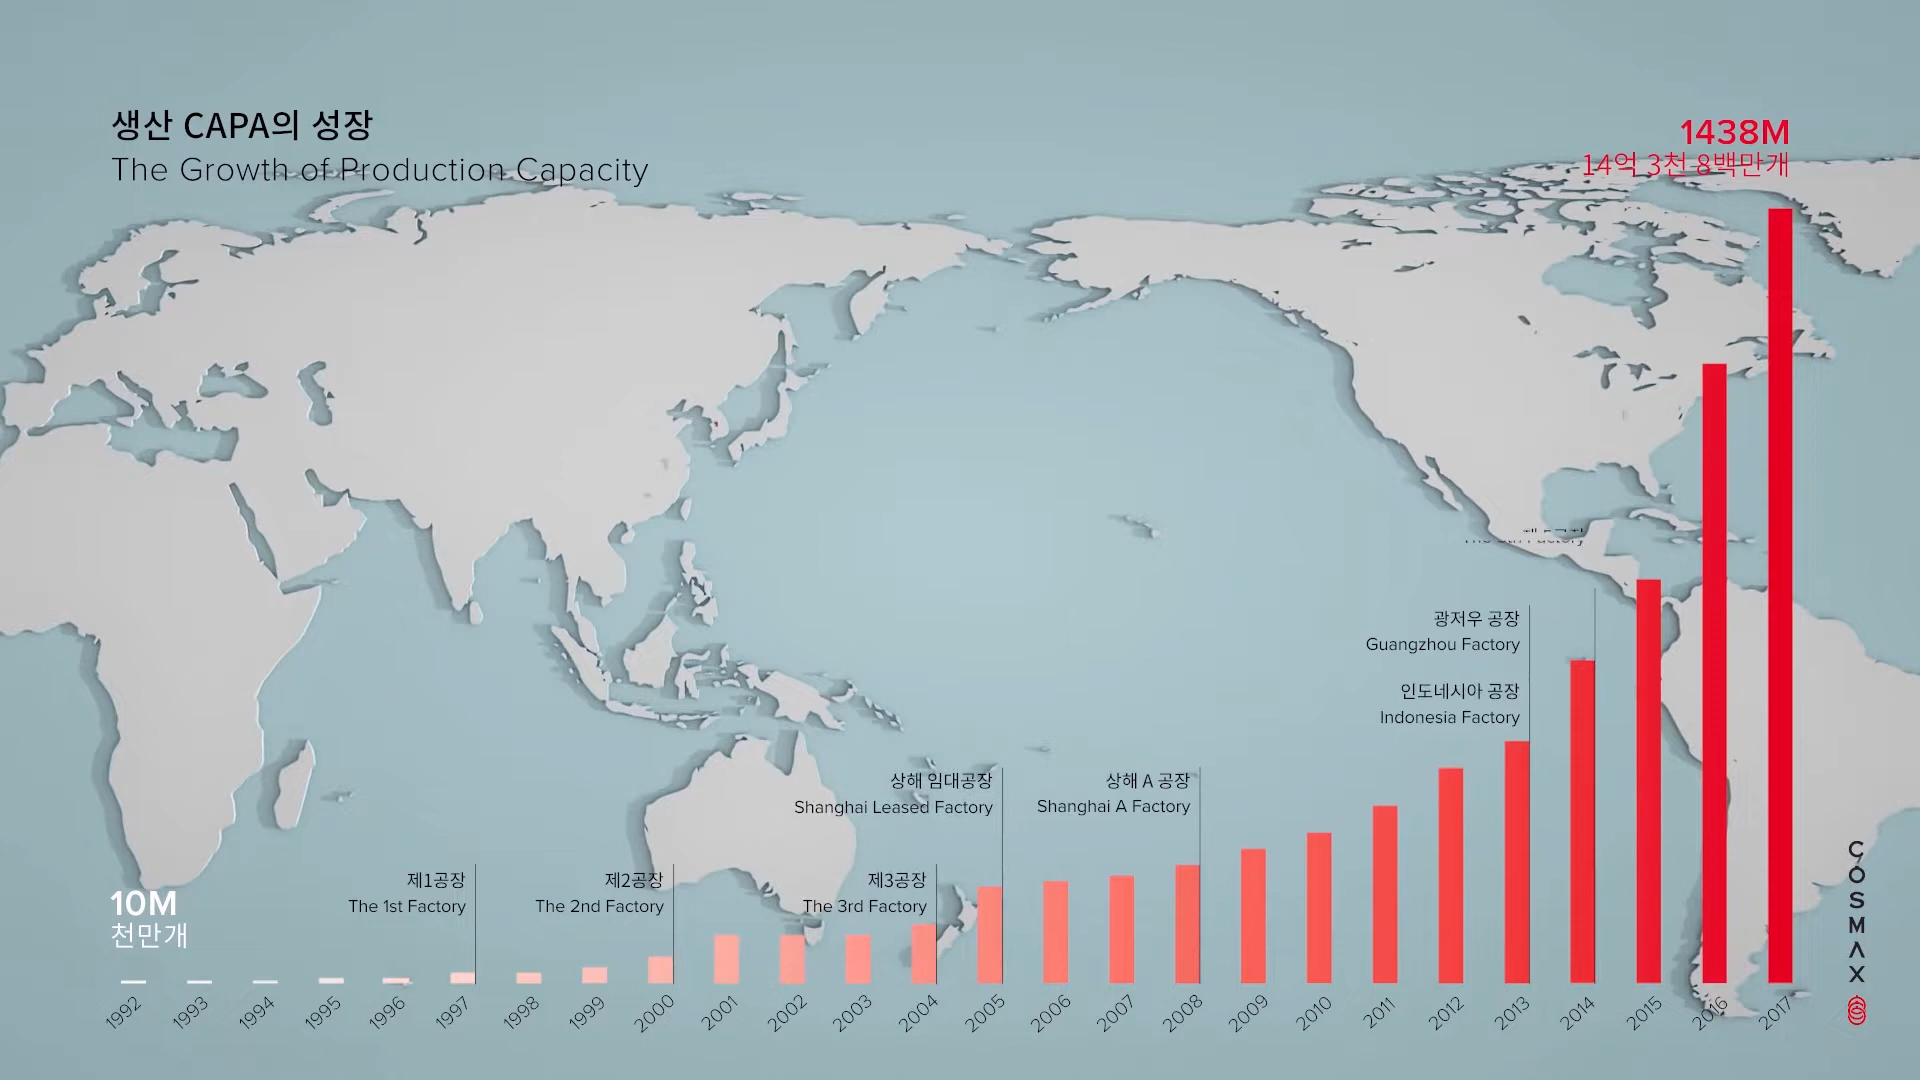 생산 CAPA의 성장
The Growth of Production Capacity
1438M
14억 3천 8백만개
광저우 공장
Guangzhou Factory
인도네시아 공장
Indonesia Factory
상해 임대공장
Shanghai Leased Factory
상해 A 공장
Shanghai A Factory
제1공장
The 1st Factory
제2공장
The 2nd Factory
제3공장
The 3rd Factory
10M
천만개
COSMAX
1992 1993 1994 1995 1996 1997 1998 1999 2000 2001 2002 2003 2004 2005 2006 2007 2008 2009 2010 2011 2012 2013 2014 2015 2016 2017